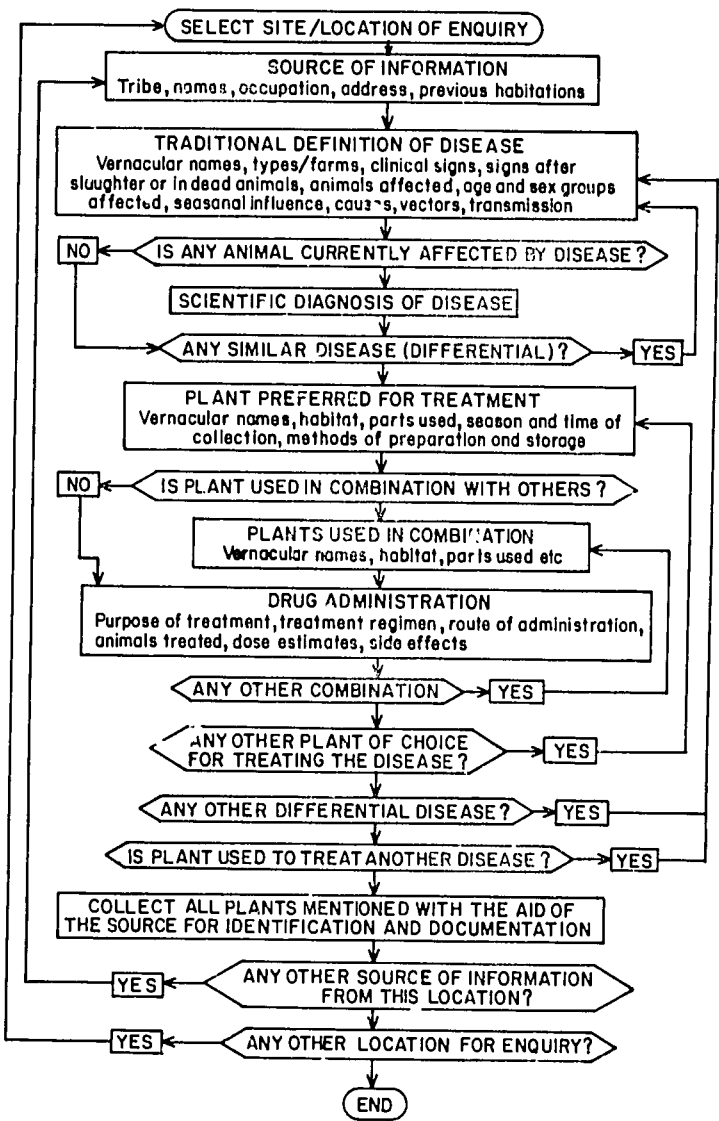 SELECT SITE/LOCATION OF ENQUIRY
SOURCE OF INFORMATION
Tribe, names, occupation, address, previous habitations
TRADITIONAL DEFINITION OF DISEASE
Vernacular names, types/farms, clinical signs, signs after
slaughter or in dead animals, animals affected, age and sex groups
affected, seasonal influence, causes, vectors, transmission
NO
IS ANY ANIMAL CURRENTLY AFFECTED BY DISEASE?
SCIENTIFIC DIAGNOSIS OF DISEASE
ANY SIMILAR DISEASE (DIFFERENTIAL)?
YES
PLANT PREFERRED FOR TREATMENT
Vernacular names, habitat, parts used, season and time of
collection, methods of preparation and storage
NO
IS PLANT USED IN COMBINATION WITH OTHERS?
PLANTS USED IN COMBINATION
Vernacular names, habitat, parts used etc
DRUG ADMINISTRATION
Purpose of treatment, treatment regimen, route of administration,
animals treated, dose estimates, side effects
ANY OTHER COMBINATION
YES
ANY OTHER PLANT OF CHOICE
FOR TREATING THE DISEASE?
YES
ANY OTHER DIFFERENTIAL DISEASE?
YES
IS PLANT USED TO TREAT ANOTHER DISEASE?
YES
COLLECT ALL PLANTS MENTIONED WITH THE AID OF
THE SOURCE FOR IDENTIFICATION AND DOCUMENTATION
YES
ANY OTHER SOURCE OF INFORMATION
FROM THIS LOCATION?
YES
ANY OTHER LOCATION FOR ENQUIRY?
END